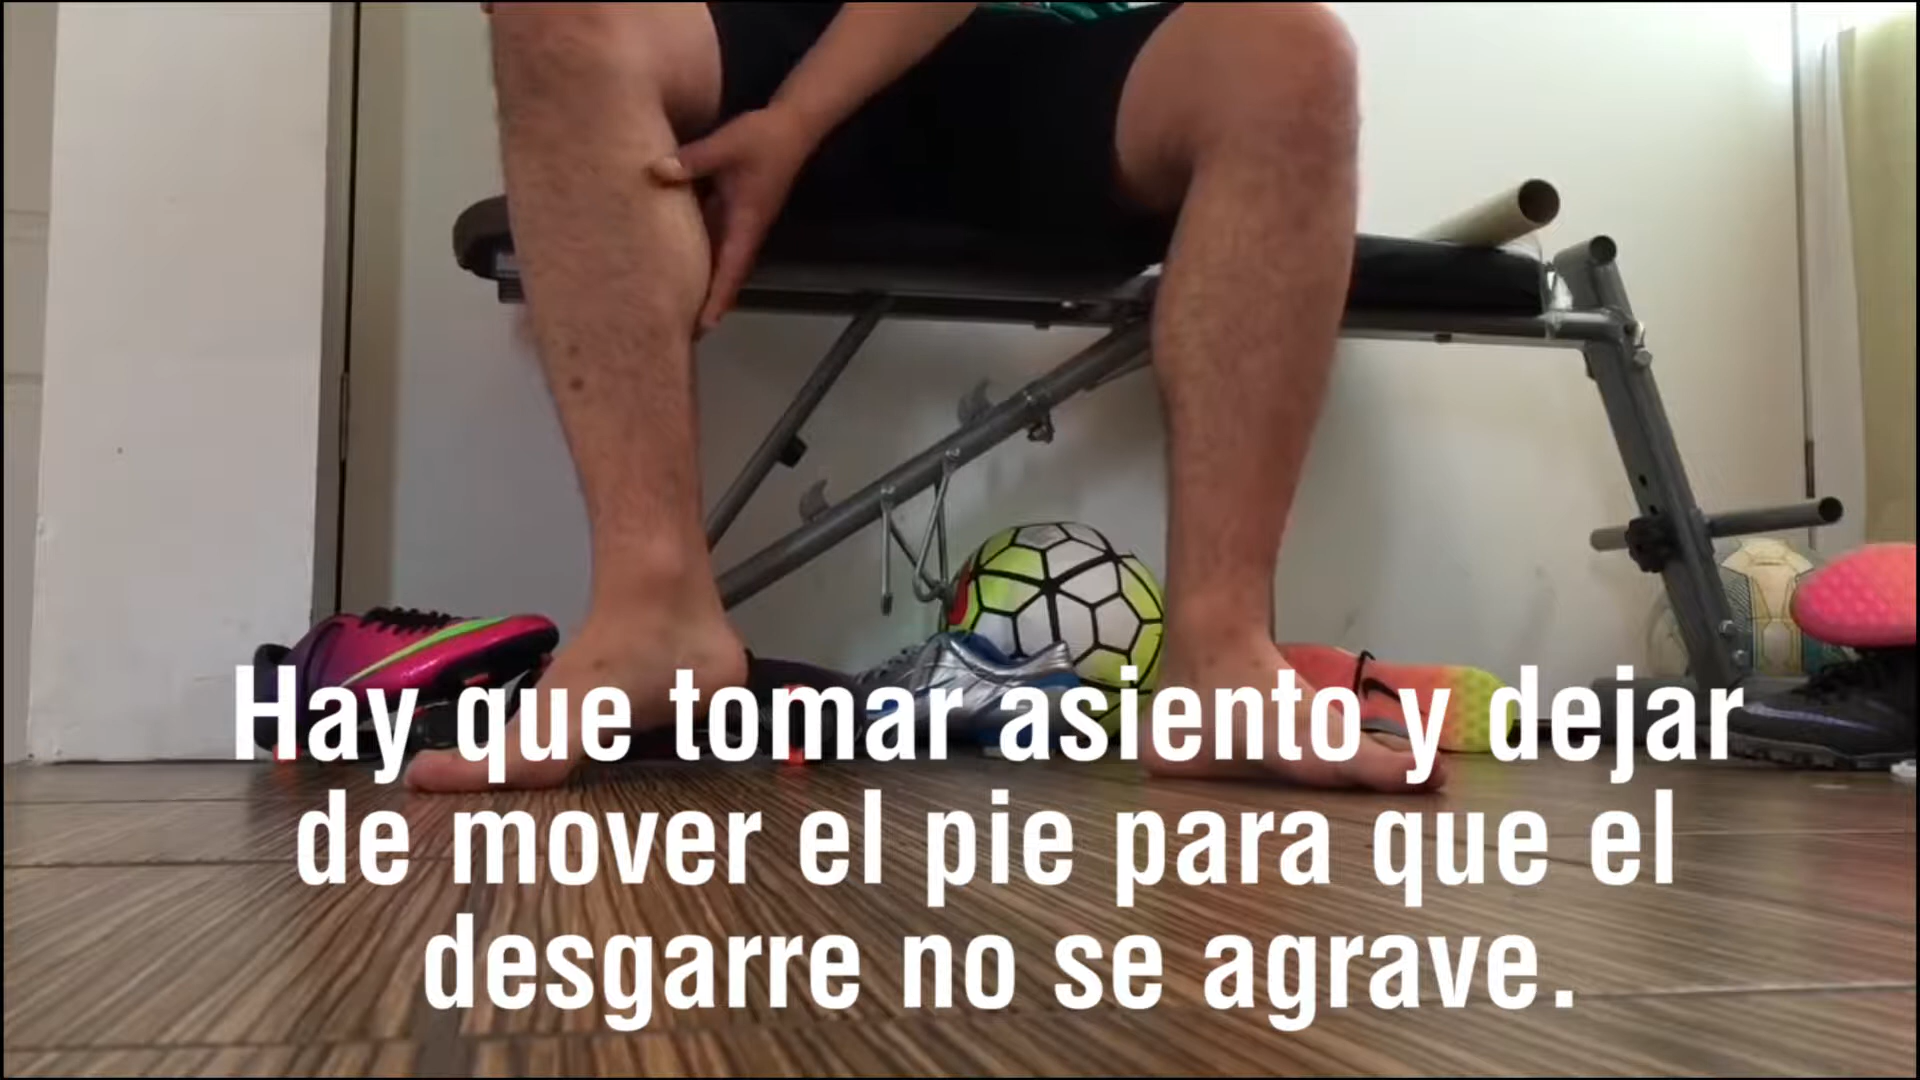 Hay que tomar asiento y dejar
de mover el pie para que el
desgarre no se agrave.